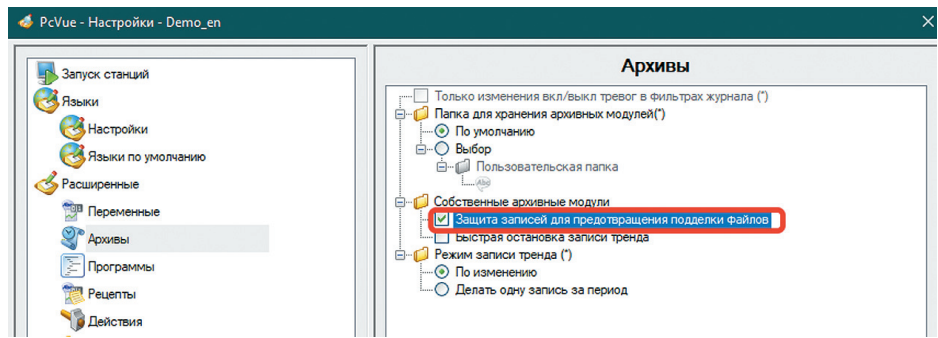 PcVue - Настройки - Demo_en
Запуск станций
Языки
Настройки
Языки по умолчанию
Расширенные
Переменные
Архивы
Программы
Рецепты
Действия
Архивы
Только изменения вкл/выкл тревог в фильтрах журнала (*)
Папка для хранения архивных модулей(*)
По умолчанию
Выбор
Пользовательская папка
Abc
Собственные архивные модули
Защита записей для предотвращения подделки файлов
Быстрая остановка записи тренда
Режим записи тренда (*)
По изменению
Делать одну запись за период